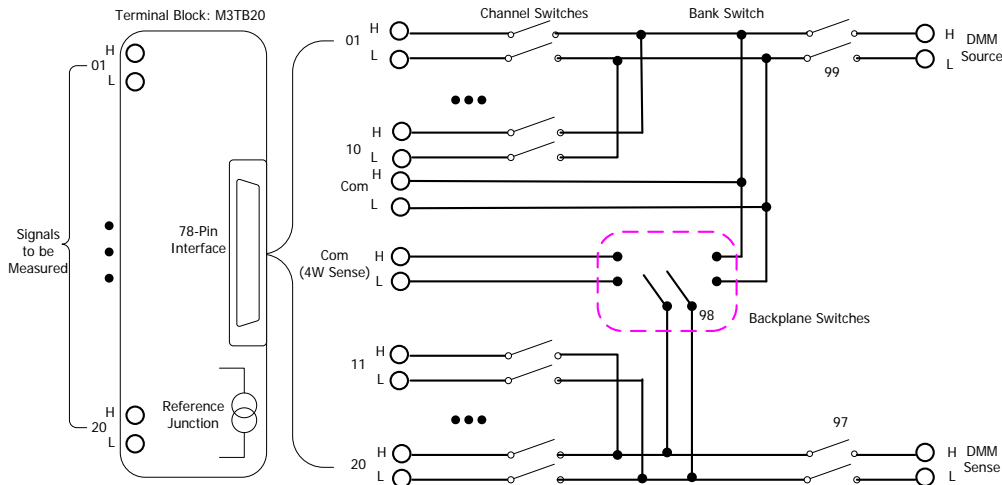 Terminal Block: M3TB20
Channel Switches
Bank Switch
H
01
L
Signals
to be
Measured
H
20
L
78-Pin
Interface
Reference
Junction
01
H
L
H
10
L
H
Com
L
Com
(4W Sense)
H
L
H
11
L
H
20
L
99
H DMM
Source
L
98
Backplane Switches
97
H DMM
Sense
L